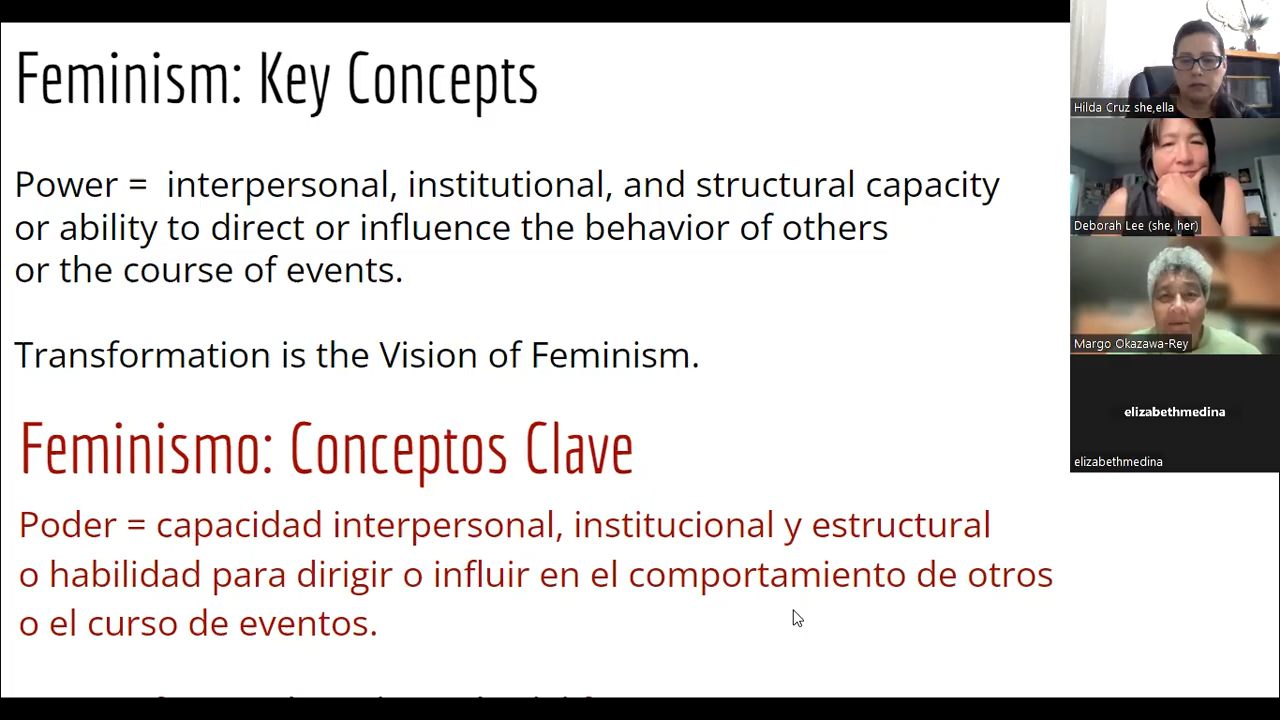 Feminism: Key Concepts
Power = interpersonal, institutional, and structural capacity
or ability to direct or influence the behavior of others
or the course of events.
Transformation is the Vision of Feminism.
Feminismo: Conceptos Clave
Poder = capacidad interpersonal, institucional y estructural
o habilidad para dirigir o influir en el comportamiento de otros
o el curso de eventos.
Hilda Cruz she,ella
Deborah Lee (she, her)
Margo Okazawa-Rey
elizabethmedina
elizabethmedina